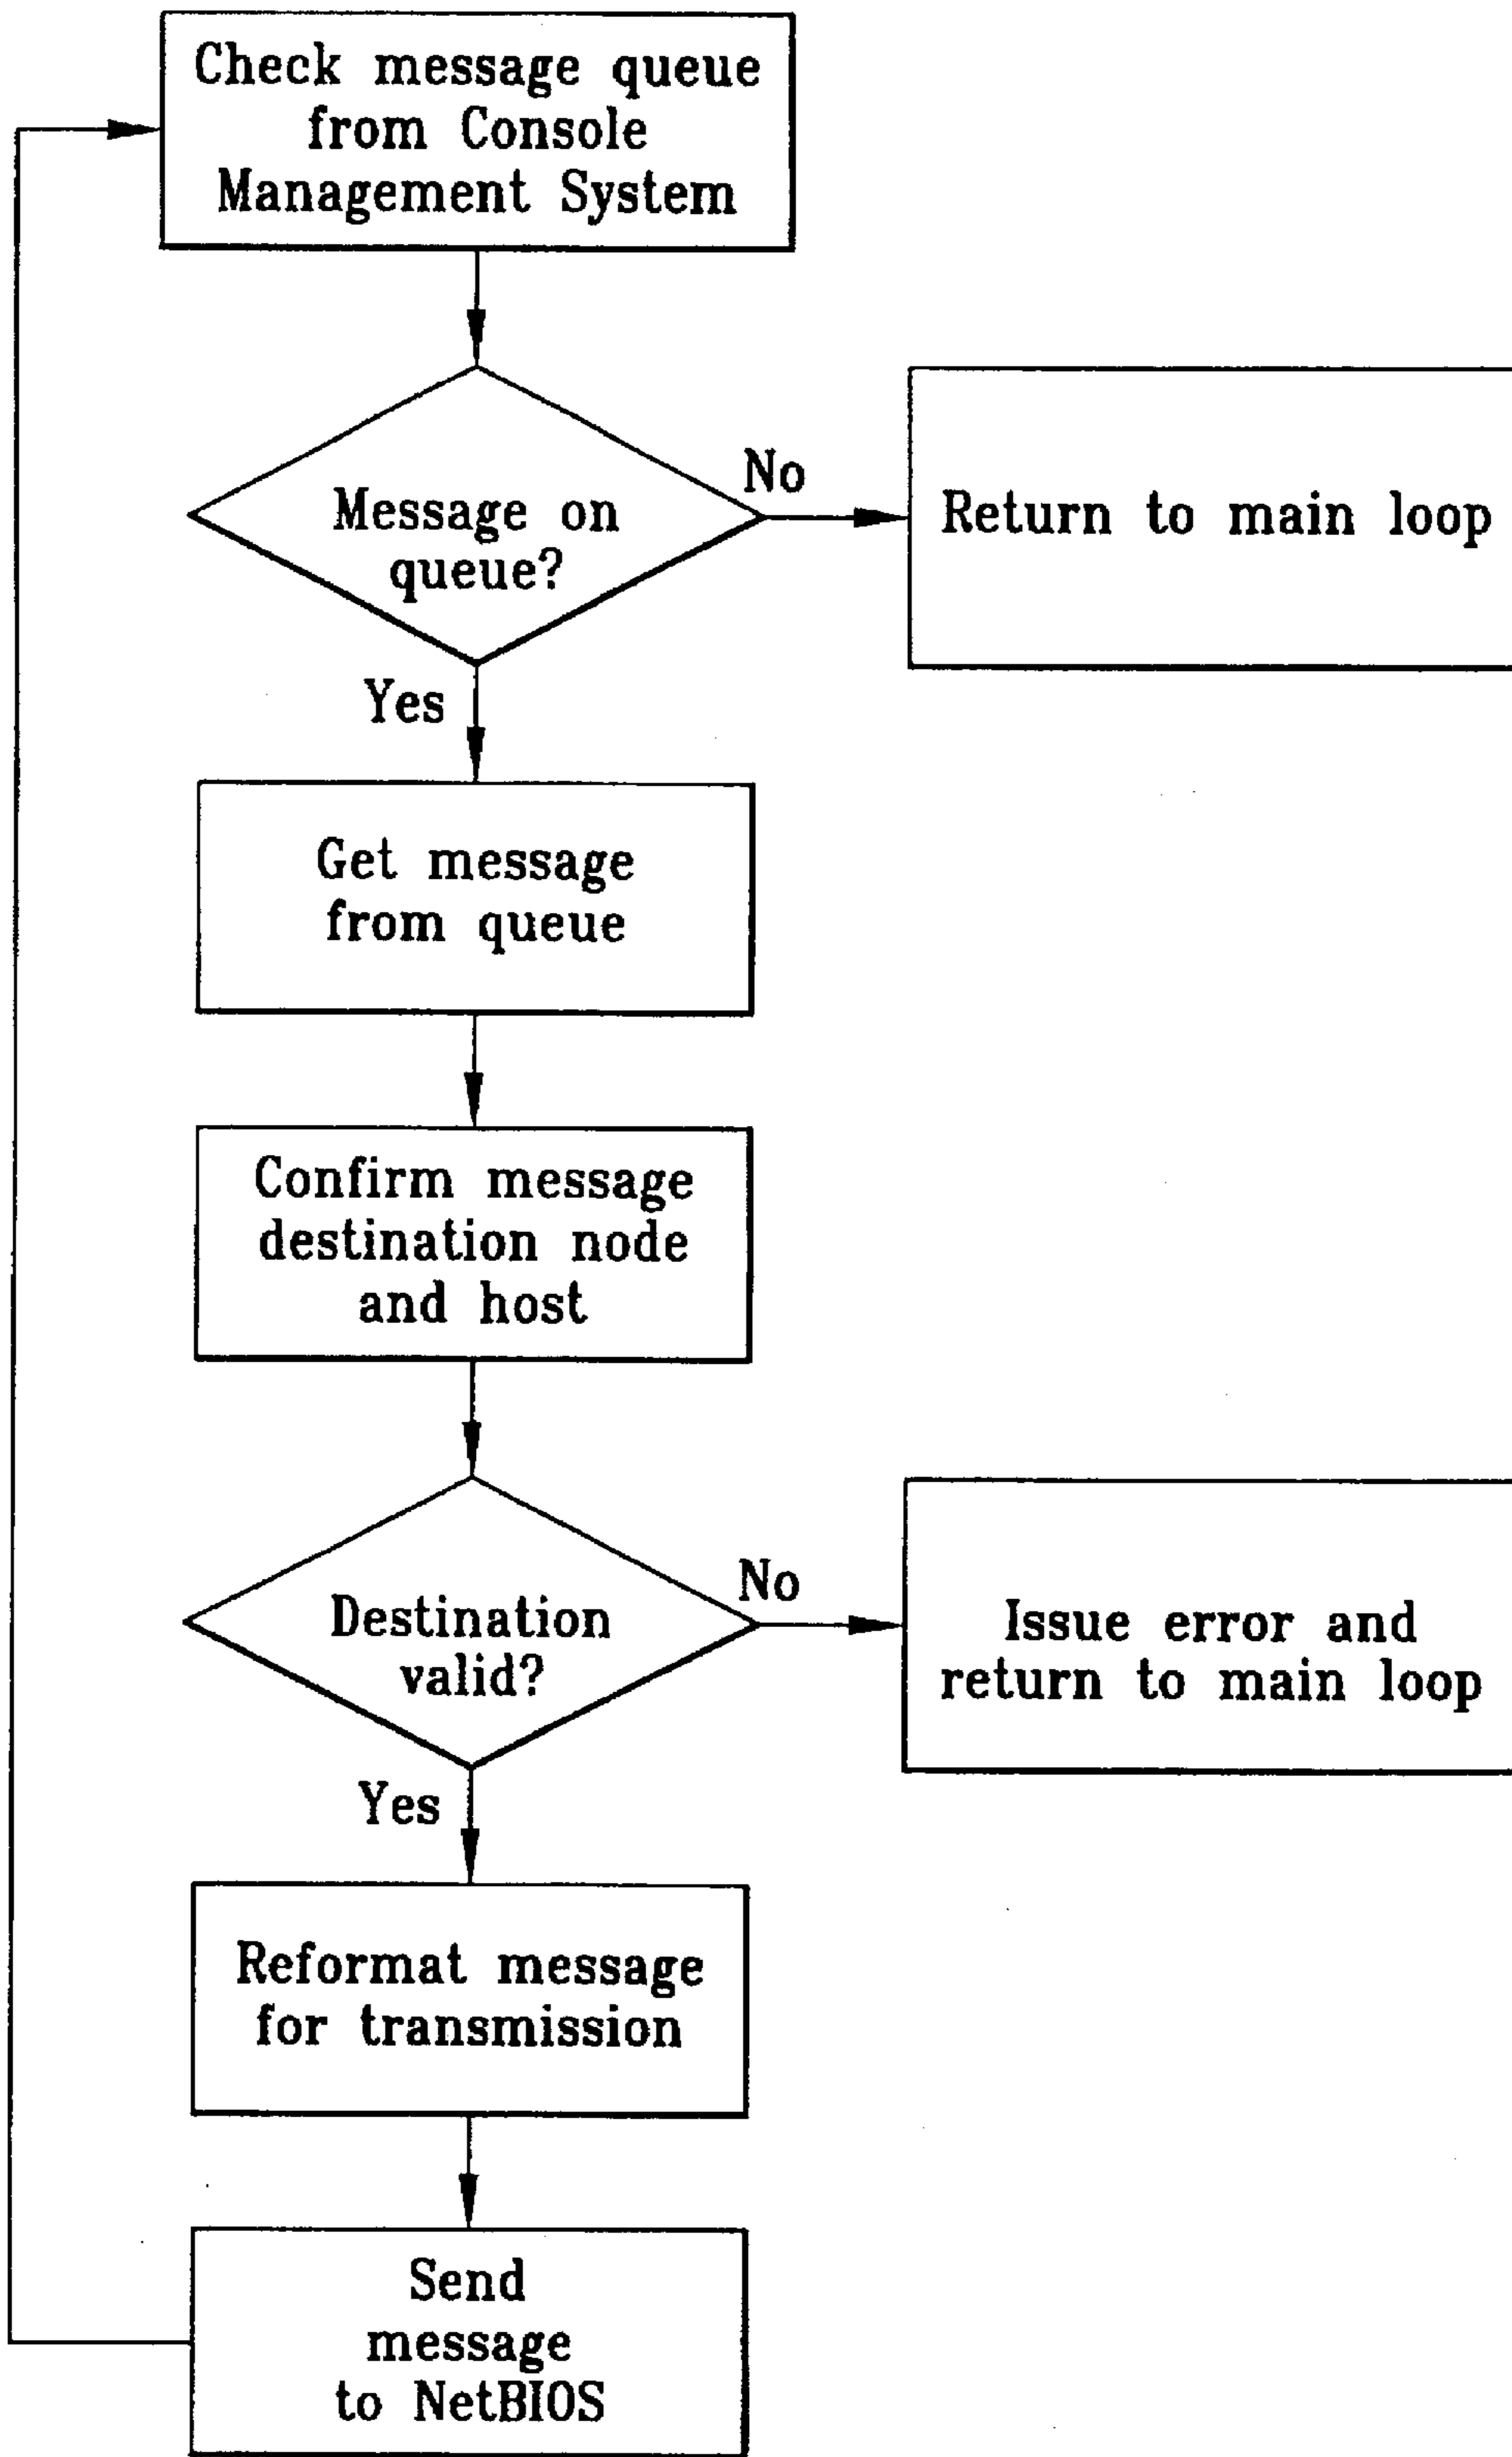 Check message queue
from Console
Management System
Message on
queue?
No
Return to main loop
Yes
Get message
from queue
Confirm message
destination node
and host
Destination
valid?
No
Issue error and
return to main loop
Yes
Reformat message
for transmission
Send
message
to NetBIOS